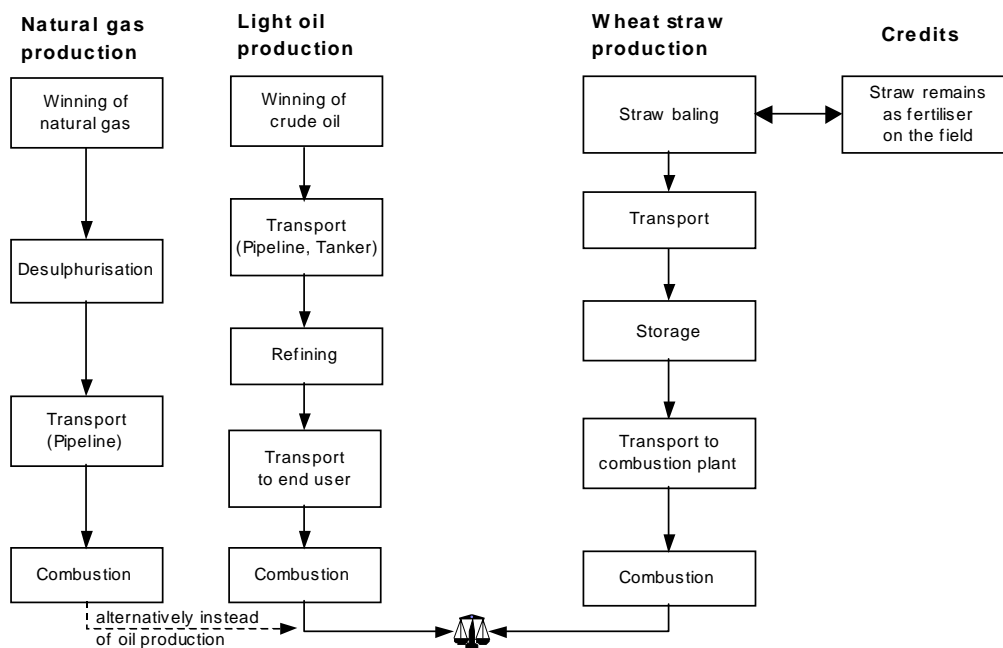 Natural gas
production
Winning of
natural gas
Desulphurisation
Transport
(Pipeline)
Combustion
alternatively instead
of oil production
Light oil
production
Winning of
crude oil
Transport
(Pipeline, Tanker)
Refining
Transport
to end user
Combustion
Wheat straw
production
Straw baling
Transport
Storage
Transport to
combustion plant
Combustion
Credits
Straw remains
as fertiliser
on the field